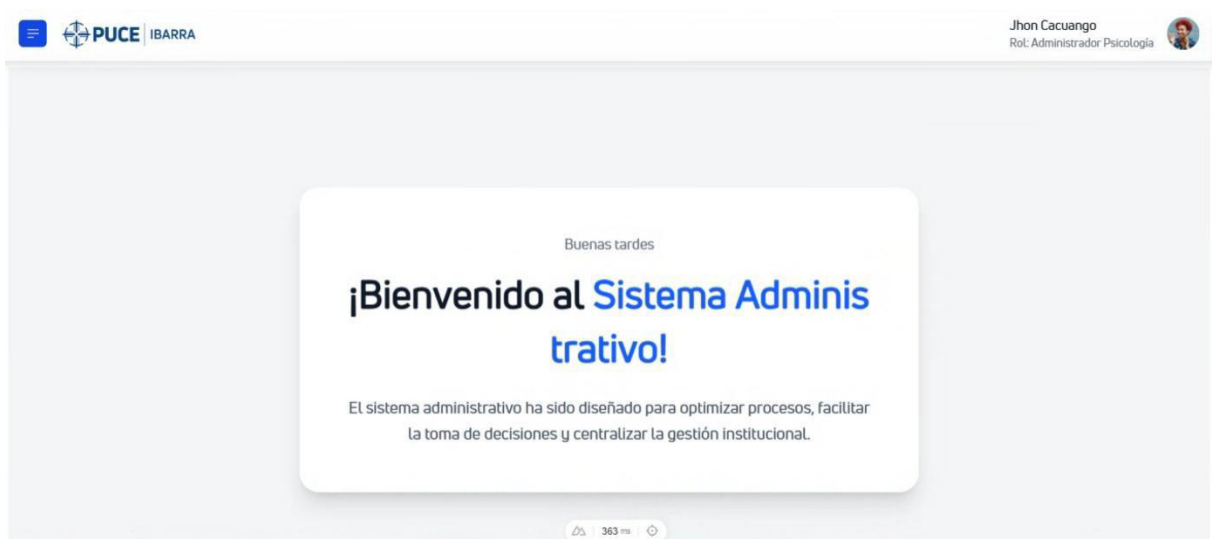 PUCE IBARRA
Jhon Cacuango
Rol: Administrador Psicología
Buenas tardes
¡Bienvenido al Sistema Adminis
trativo!
El sistema administrativo ha sido diseñado para optimizar procesos, facilitar
la toma de decisiones y centralizar la gestión institucional.
363 ms